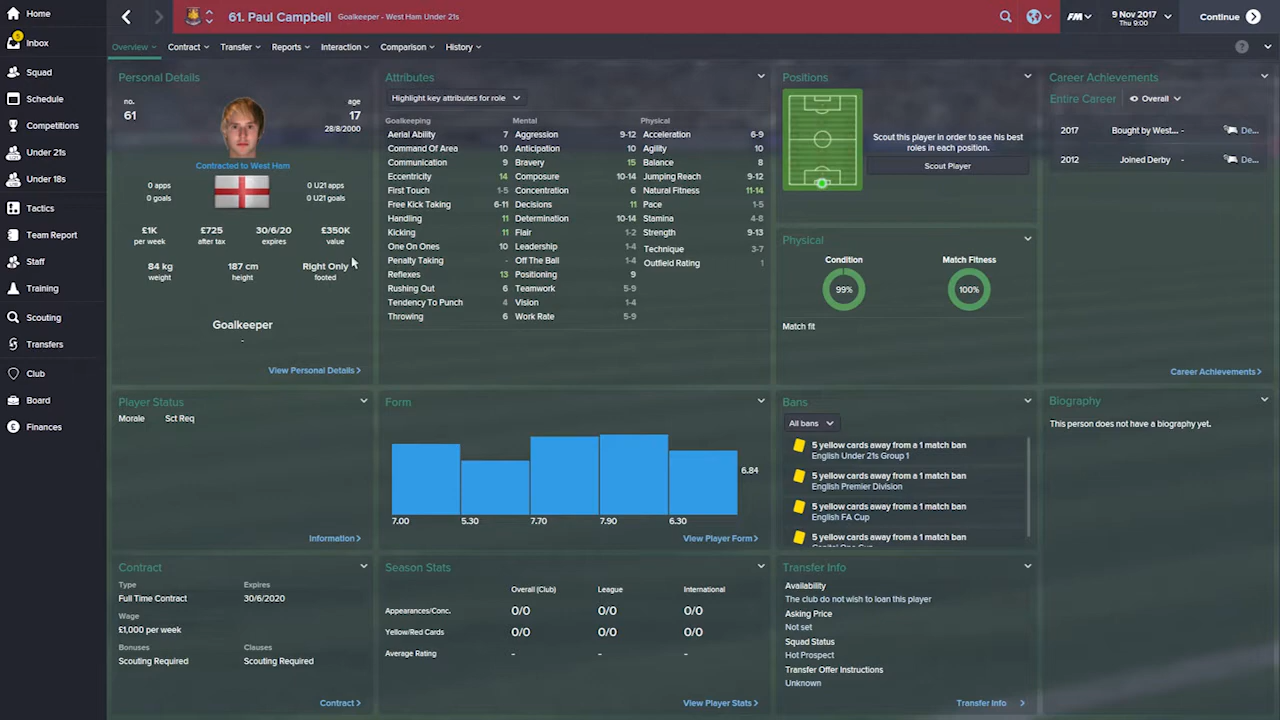 Home
Inbox
5
Squad
Schedule
Competitions
Under 21s
Under 18s
Tactics
Team Report
Staff
Training
Scouting
Transfers
Club
Board
Finances
61. Paul Campbell
Goalkeeper - West Ham Under 21s
FM
9 Nov 2017
Thu 9:00
Continue
Overview
Contract
Transfer
Reports
Interaction
Comparison
History
Personal Details
no.
61
age
17
28/8/2000
Contracted to West Ham
0 apps
0 goals
0 U21 apps
0 U21 goals
£1K
per week
£725
after tax
30/6/20
expires
£350K
value
84 kg
weight
187 cm
height
Right Only
footed
Goalkeeper
-
View Personal Details
Attributes
Highlight key attributes for role
Goalkeeping
Aerial Ability 7
Command Of Area 10
Communication 9
Eccentricity 14
First Touch 1-5
Free Kick Taking 6-11
Handling 11
Kicking 11
One On Ones 10
Penalty Taking -
Reflexes 13
Rushing Out 6
Tendency To Punch 4
Throwing 6
Mental
Aggression 9-12
Anticipation 10
Bravery 15
Composure 10-14
Concentration 6
Decisions 11
Determination 10-14
Flair 1-2
Leadership 1-2
Off The Ball 1-4
Positioning 9
Teamwork 5-9
Vision 1-4
Work Rate 5-9
Physical
Acceleration 6-9
Agility 10
Balance 8
Jumping Reach 9-12
Natural Fitness 11-14
Pace 1-5
Stamina 4-8
Strength 9-13
Technique 3-7
Outfield Rating 1
Positions
Scout this player in order to see his best
roles in each position.
Scout Player
Physical
Condition
99%
Match Fitness
100%
Match fit
Career Achievements
Entire Career
Overall
2017 Bought by West... - De...
2012 Joined Derby - De...
Career Achievements
Player Status
Morale
Sct Req
Information
Form
7.00
5.30
7.70
7.90
6.30
6.84
View Player Form
Bans
All bans
5 yellow cards away from a 1 match ban
English Under 21s Group 1
5 yellow cards away from a 1 match ban
English Premier Division
5 yellow cards away from a 1 match ban
English FA Cup
5 yellow cards away from a 1 match ban
Capital One Cup
Biography
This person does not have a biography yet.
Contract
Type
Full Time Contract
Expires
30/6/2020
Wage
£1,000 per week
Bonuses
Scouting Required
Clauses
Scouting Required
Contract
Season Stats
Overall (Club) League International
Appearances/Conc. 0/0 0/0 0/0
Yellow/Red Cards 0/0 0/0 0/0
Average Rating - - -
View Player Stats
Transfer Info
Availability
The club do not wish to loan this player
Asking Price
Not set
Squad Status
Hot Prospect
Transfer Offer Instructions
Unknown
Transfer Info